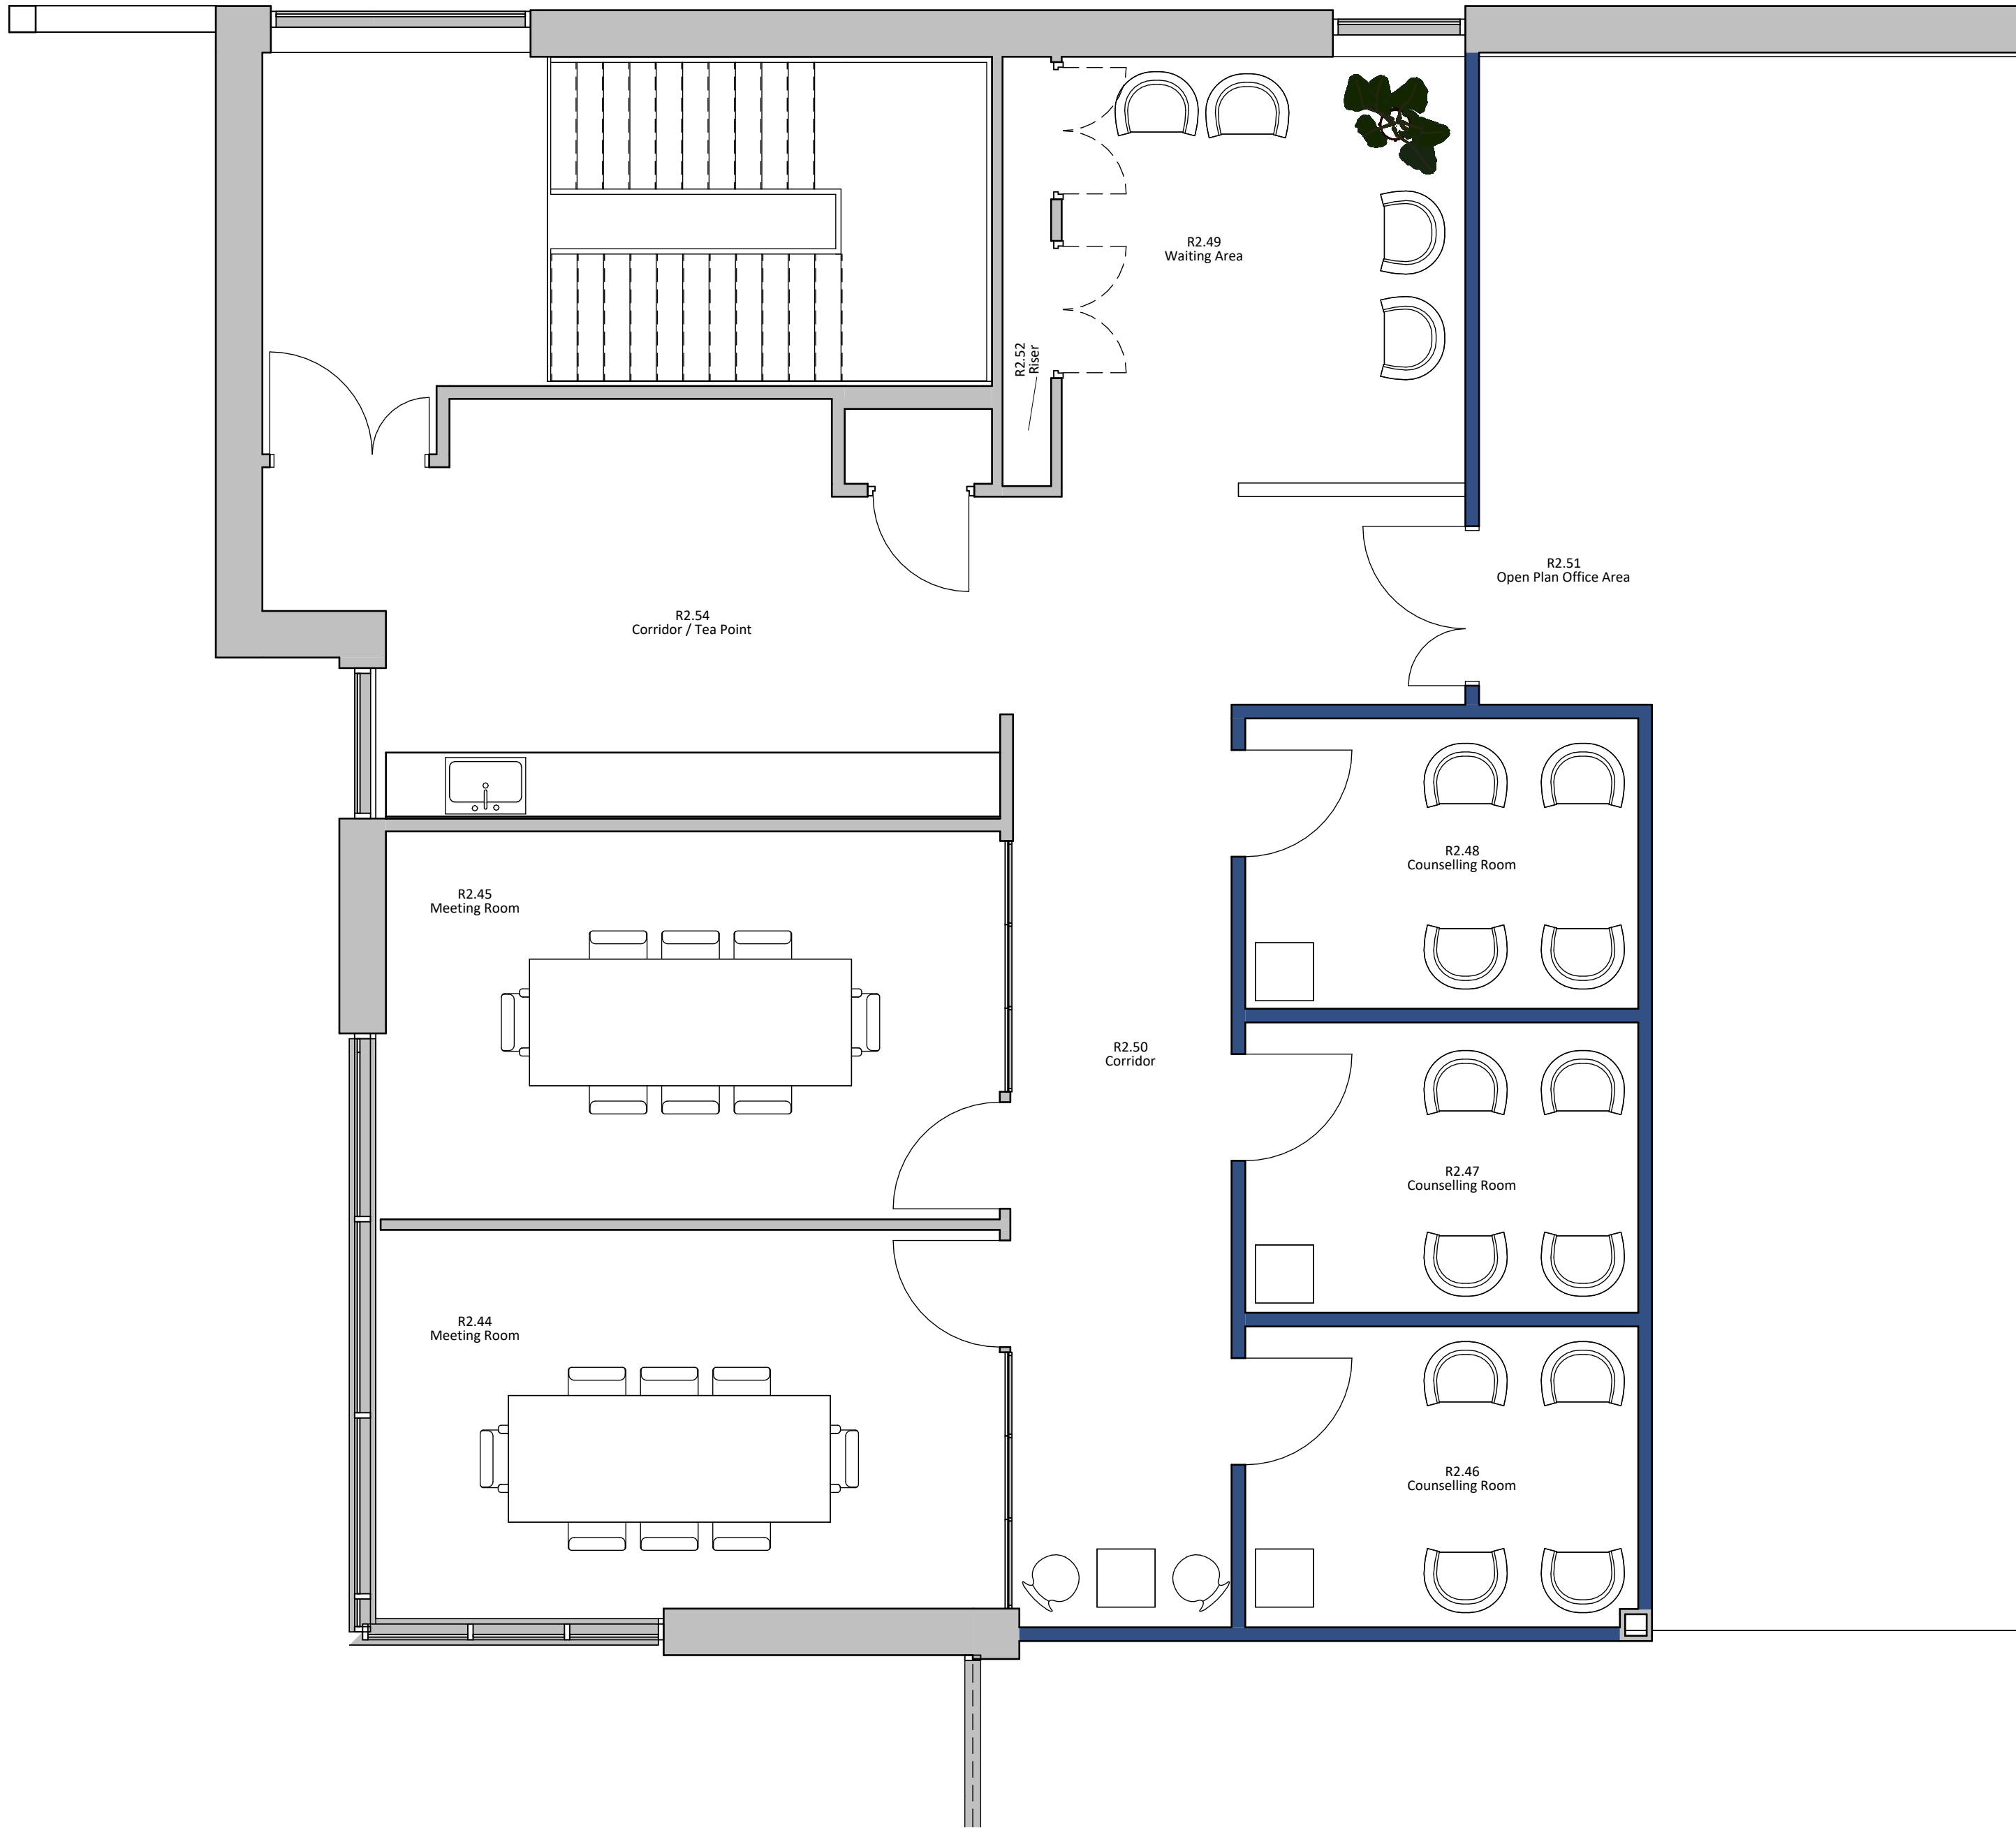 R2.49
Waiting Area
R2.52
Riser
R2.51
Open Plan Office Area
R2.54
Corridor / Tea Point
R2.48
Counselling Room
R2.45
Meeting Room
R2.50
Corridor
R2.47
Counselling Room
R2.44
Meeting Room
R2.46
Counselling Room